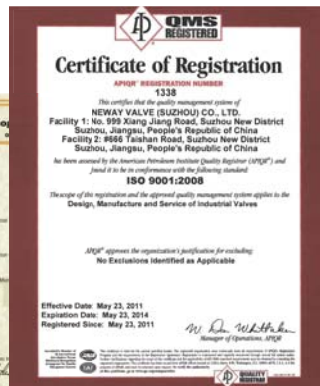 QMS
REGISTERED
Certificate of Registration
APIQR® REGISTRATION NUMBER
1338
This certifies that the quality management system of
NEWAY VALVE (SUZHOU) CO., LTD.
Facility 1: No. 999 Xiang Jiang Road, Suzhou New District
Suzhou, Jiangsu, People's Republic of China
Facility 2: #666 Taishan Road, Suzhou New District
Suzhou, Jiangsu, People's Republic of China
has been assessed by the American Petroleum Institute Quality Registrar (APIQR®) and
found it to be in conformance with the following standard:
ISO 9001:2008
The scope of this registration and the approved quality management system applies to the
Design, Manufacture and Service of Industrial Valves
APIQR® approves the organization's justification for excluding:
No Exclusions Identified as Applicable
Effective Date: May 23, 2011
Expiration Date: May 23, 2014
Registered Since: May 23, 2011
W. Don Whittaker
Manager of Operations, APIQR
QUALITY
REGISTRAR